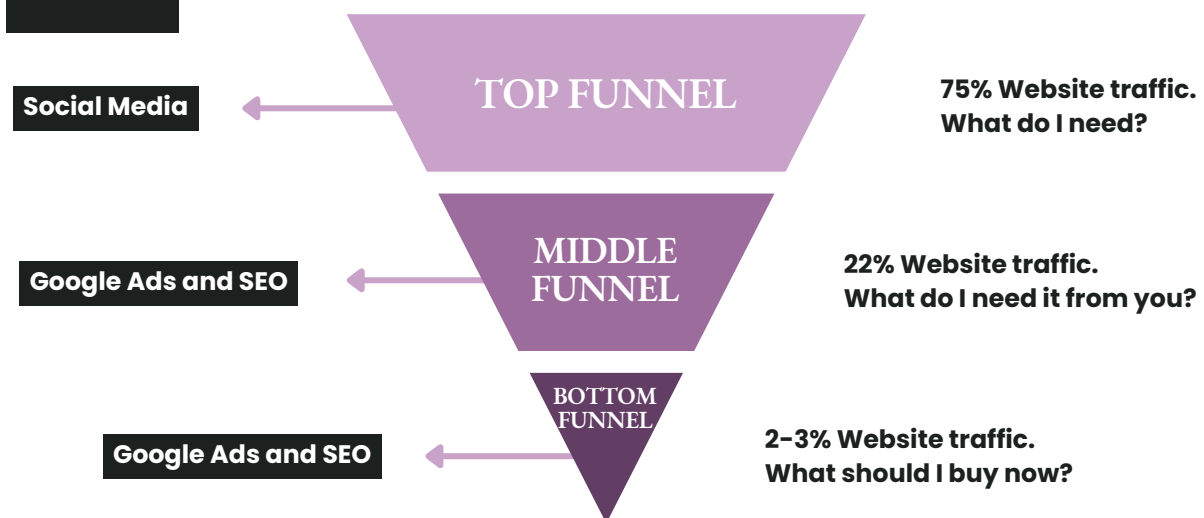 TOP FUNNEL
Social Media
75% Website traffic.
What do I need?
MIDDLE
FUNNEL
Google Ads and SEO
22% Website traffic.
What do I need it from you?
BOTTOM
FUNNEL
Google Ads and SEO
2-3% Website traffic.
What should I buy now?